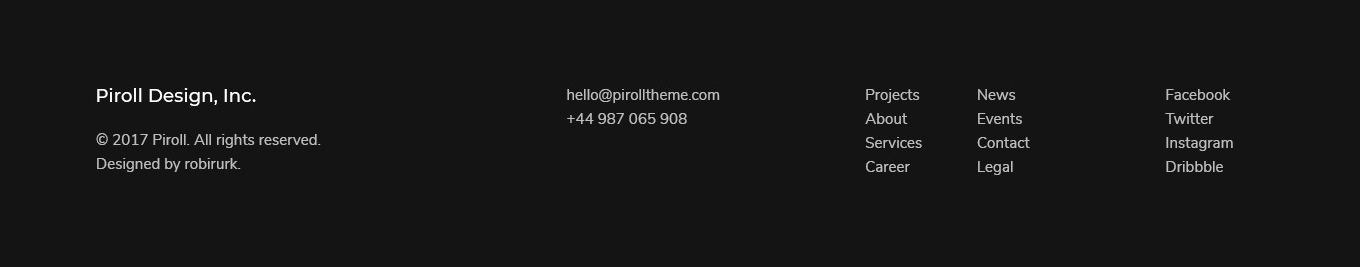 Piroll Design, Inc.
© 2017 Piroll. All rights reserved.
Designed by robirurk.
hello@pirolltheme.com
+44 987 065 908
Projects
About
Services
Career
News
Events
Contact
Legal
Facebook
Twitter
Instagram
Dribbble